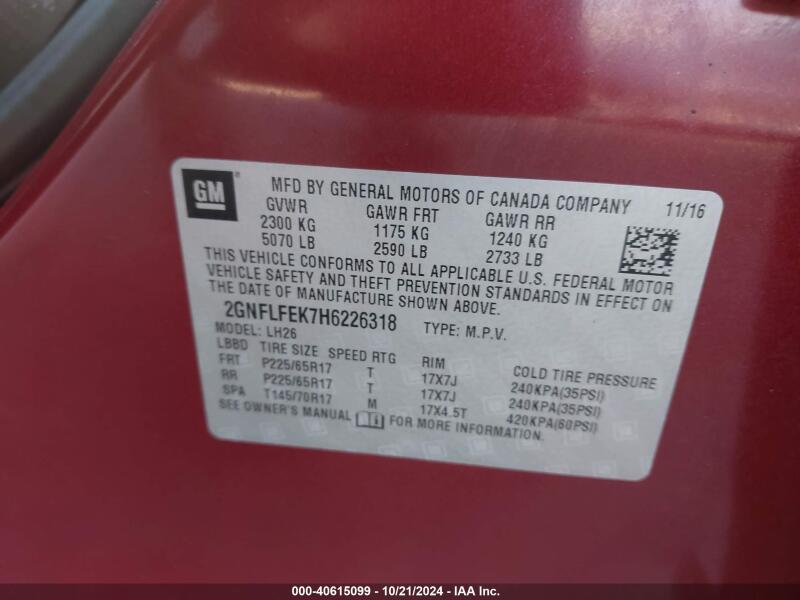 GM
MFD BY GENERAL MOTORS OF CANADA COMPANY 11/16
GVWR GAWR FRT GAWR RR
2300 KG 1175 KG 1240 KG
5070 LB 2590 LB 2733 LB
THIS VEHICLE CONFORMS TO ALL APPLICABLE U.S. FEDERAL MOTOR
VEHICLE SAFETY AND THEFT PREVENTION STANDARDS IN EFFECT ON
THE DATE OF MANUFACTURE SHOWN ABOVE.
2GNFLFEK7H6226318 TYPE: M.P.V.
MODEL: LH26
LBBD TIRE SIZE SPEED RTG RIM COLD TIRE PRESSURE
FRT P225/65R17 T 17X7J 240KPA(35PSI)
RR P225/65R17 T 17X7J 240KPA(35PSI)
SPA T145/70R17 M 17X4.5T 420KPA(60PSI)
SEE OWNER'S MANUAL FOR MORE INFORMATION.
000-40615099 - 10/21/2024 - IAA Inc.